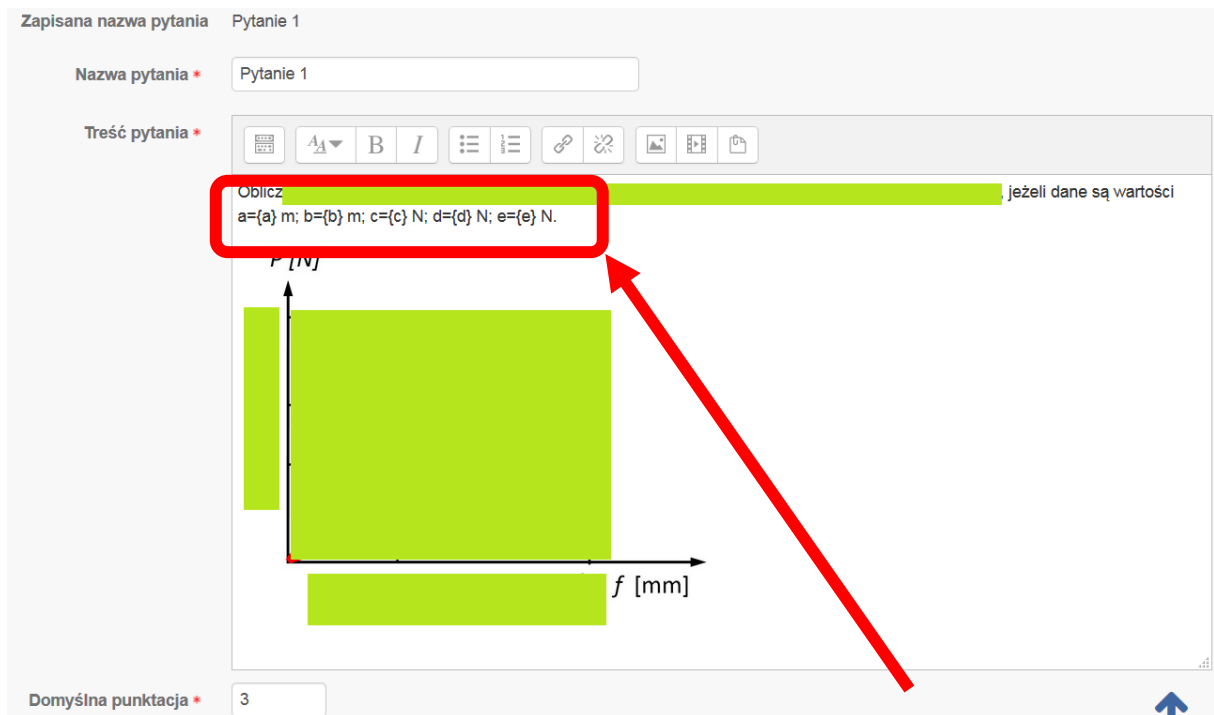 Zapisana nazwa pytania Pytanie 1
Nazwa pytania * Pytanie 1
Treść pytania *
B I
Oblicz , jeżeli dane są wartości
a={a} m; b={b} m; c={c} N; d={d} N; e={e} N.
P [N]
f [mm]
Domyślna punktacja * 3